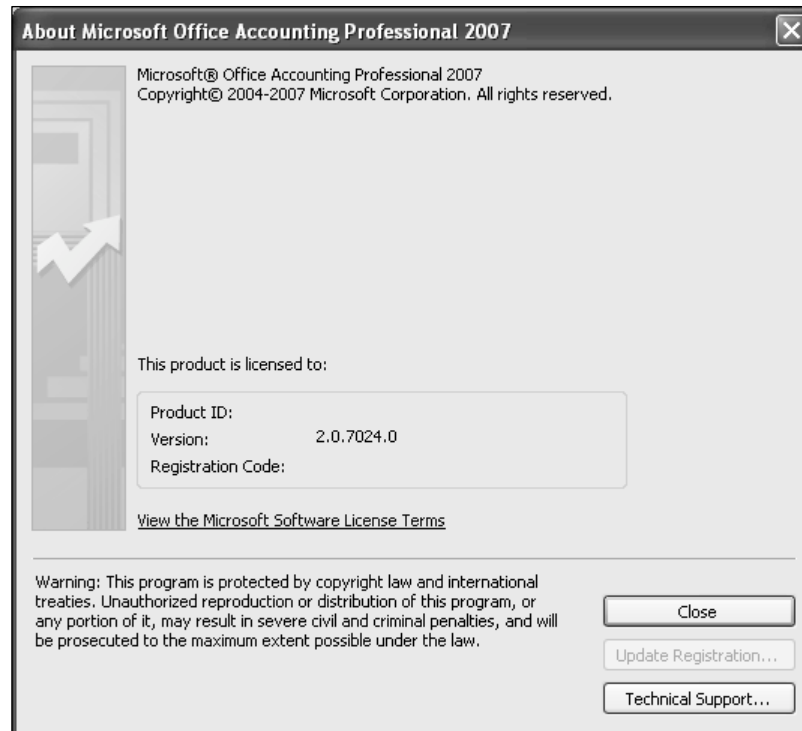 About Microsoft Office Accounting Professional 2007
Microsoft® Office Accounting Professional 2007
Copyright© 2004-2007 Microsoft Corporation. All rights reserved.
This product is licensed to:
Product ID:
Version: 2.0.7024.0
Registration Code:
View the Microsoft Software License Terms
Warning: This program is protected by copyright law and international
treaties. Unauthorized reproduction or distribution of this program, or
any portion of it, may result in severe civil and criminal penalties, and will
be prosecuted to the maximum extent possible under the law.
Close
Update Registration...
Technical Support...